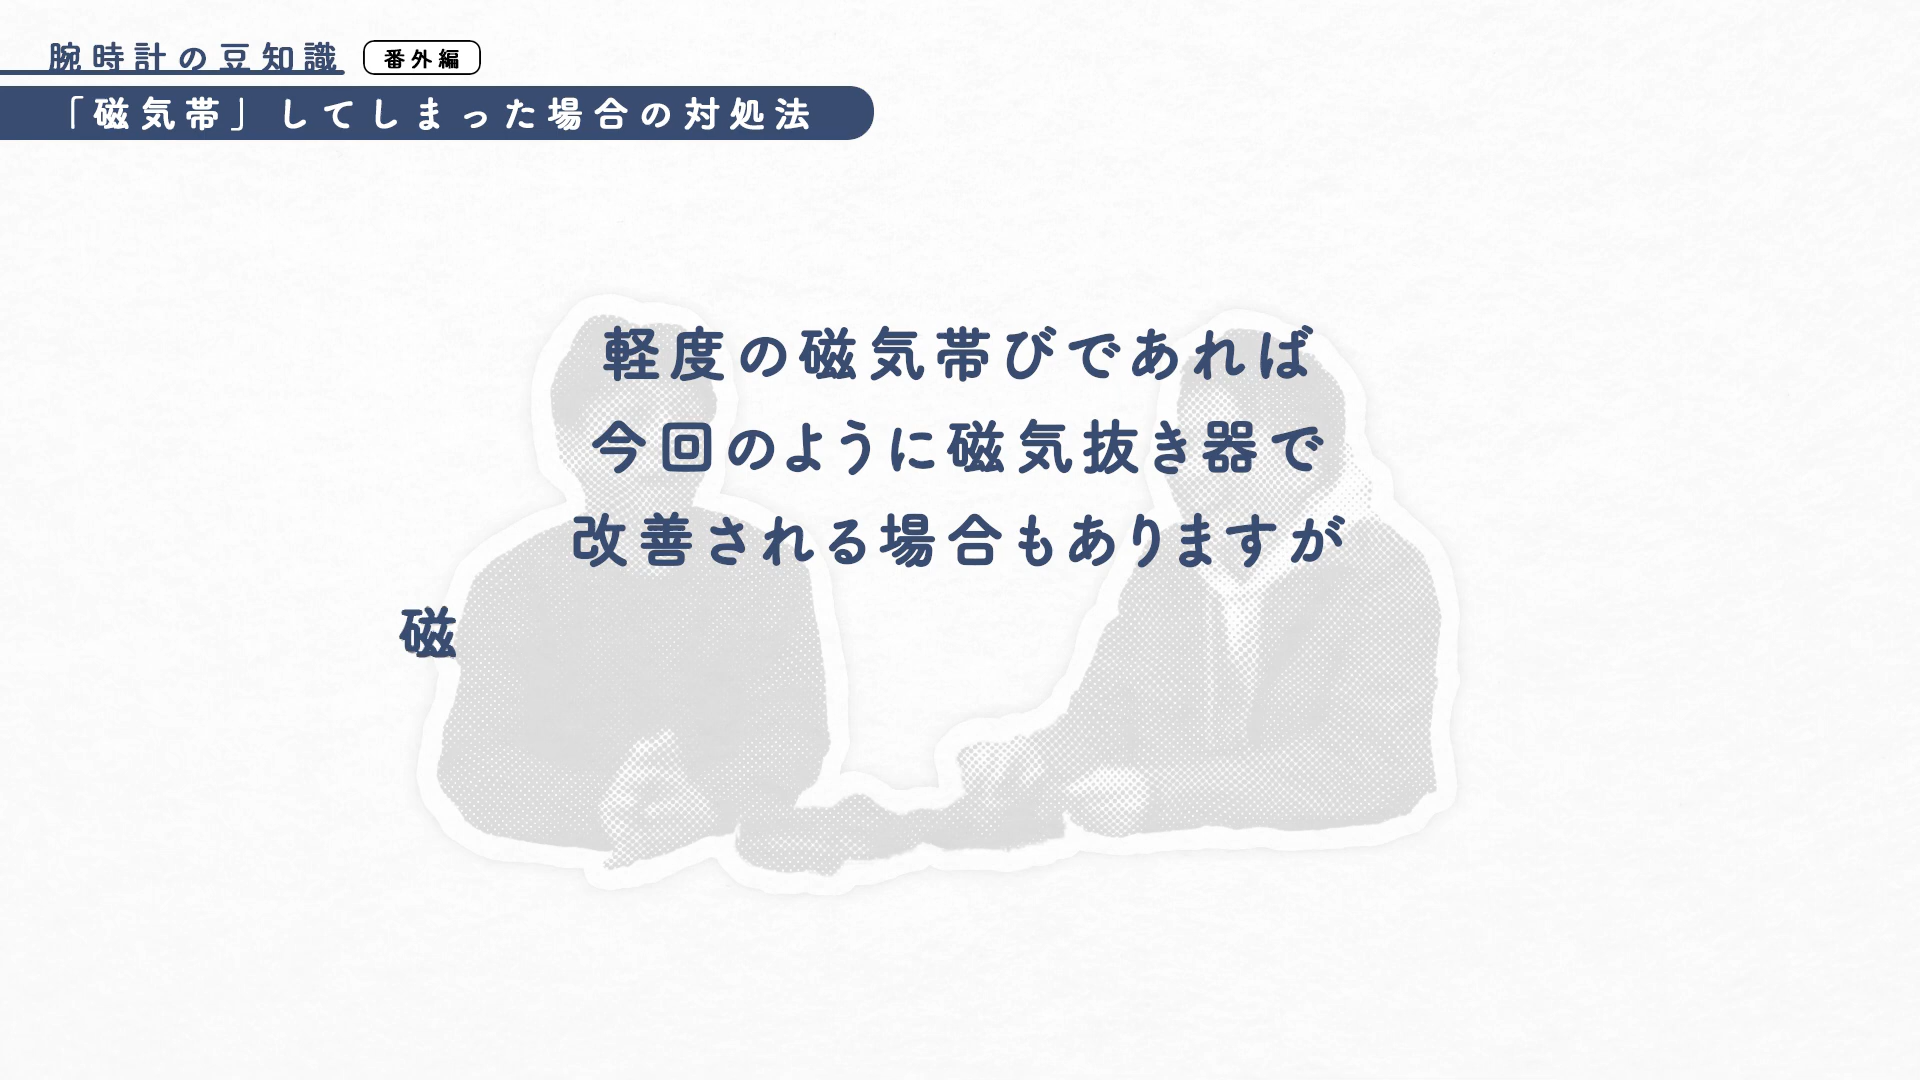 腕時計の豆知識 番外編
「磁気帯」してしまった場合の対処法
軽度の磁気帯びであれば
今回のように磁気抜き器で
改善される場合もありますが
磁